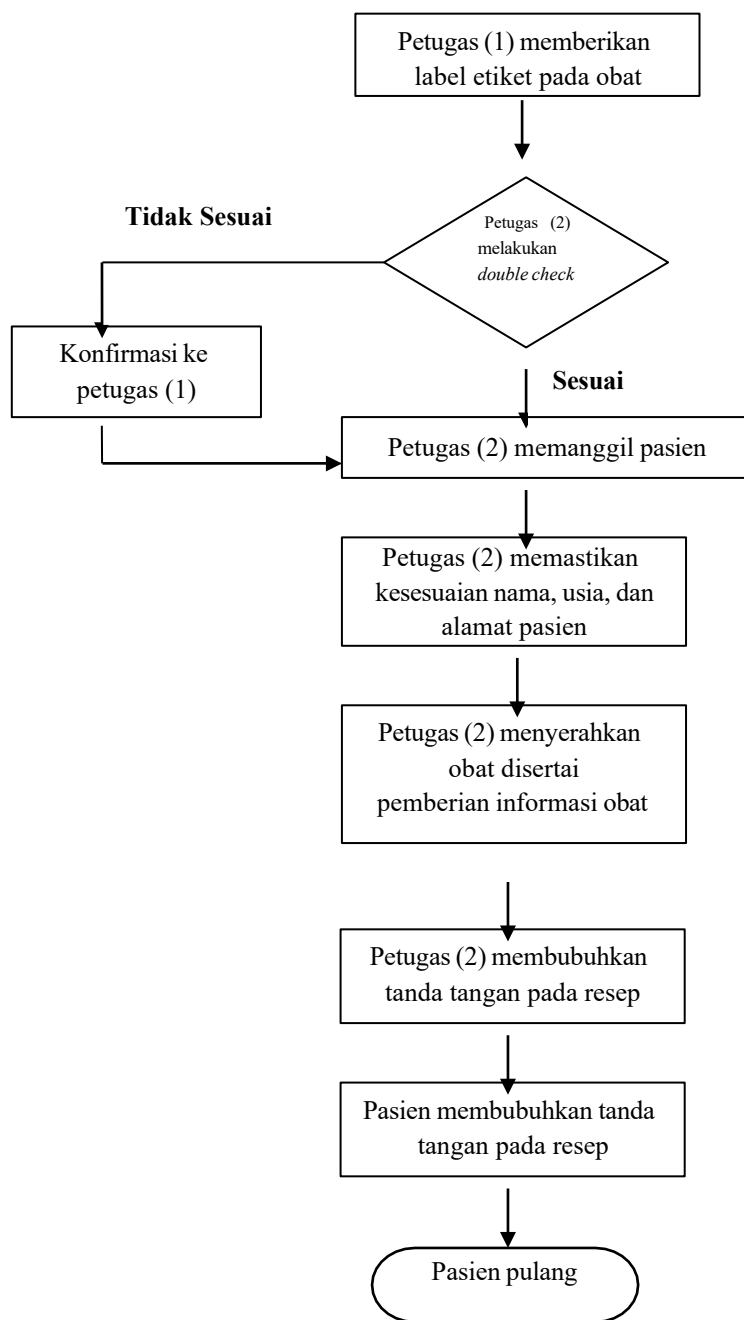 Petugas (1) memberikan
label etiket pada obat
Tidak Sesuai
Petugas (2)
melakukan
double check
Konfirmasi ke
petugas (1)
Sesuai
Petugas (2) memanggil pasien
Petugas (2) memastikan
kesesuaian nama, usia, dan
alamat pasien
Petugas (2) menyerahkan
obat disertai
pemberian informasi obat
Petugas (2) membubuhkan
tanda tangan pada resep
Pasien membubuhkan tanda
tangan pada resep
Pasien pulang